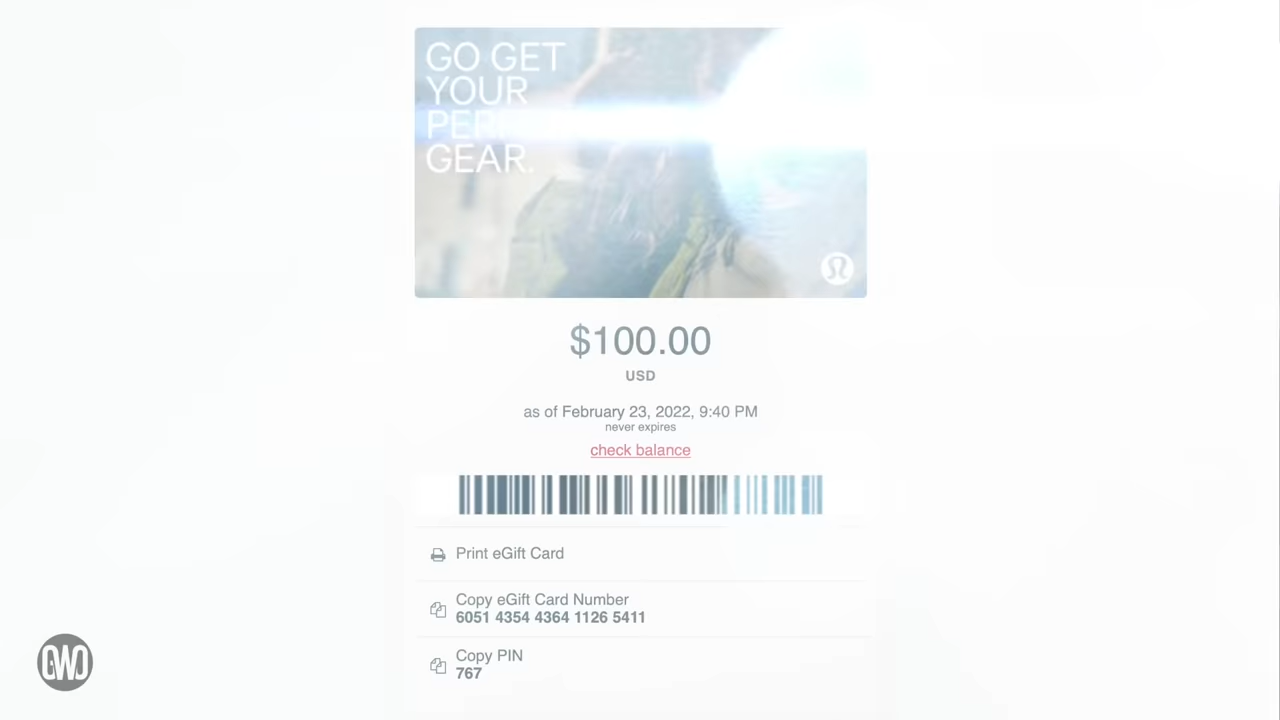 GO GET
YOUR
GEAR.
$100.00
USD
as of February 23, 2022, 9:40 PM
never expires
check balance
Print eGift Card
Copy eGift Card Number
6051 4354 4364 1126 5411
Copy PIN
767
GWO